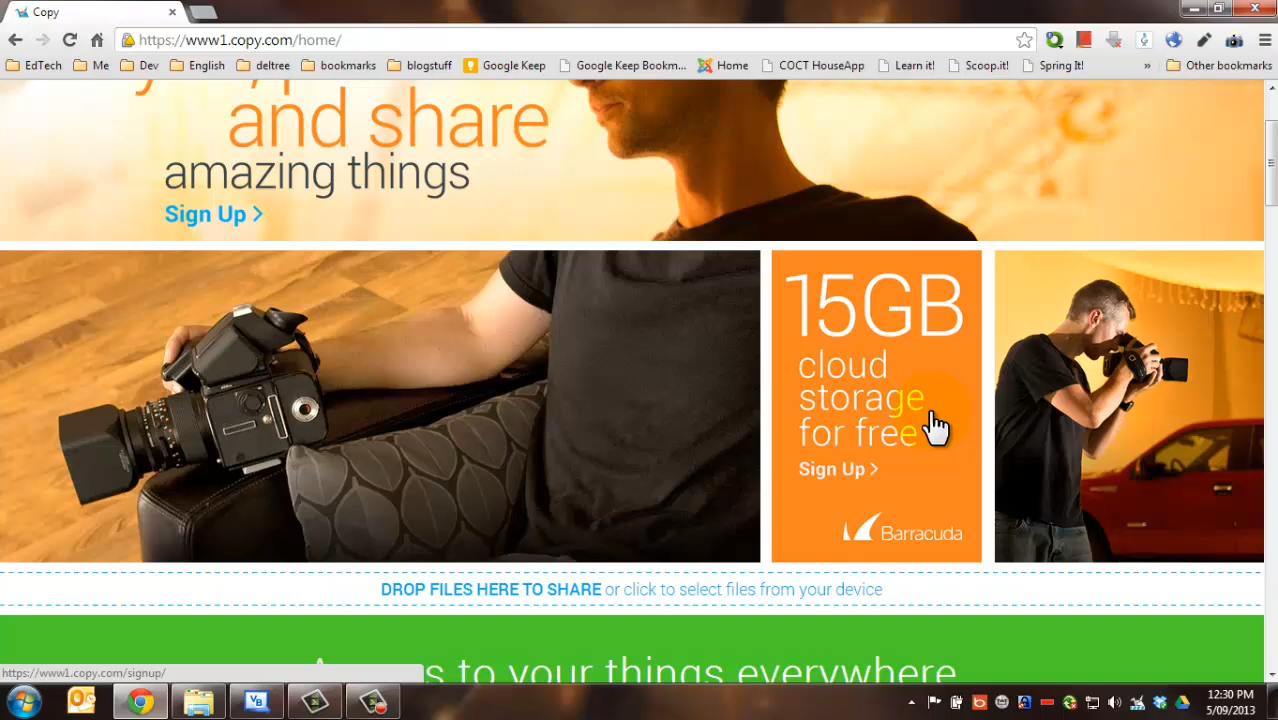 Copy
https://www1.copy.com/home/
EdTech Me Dev English deltree bookmarks blogstuff Google Keep Google Keep Bookm... Home COCT HouseApp Learn it! Scoop.it! Spring It! » Other bookmarks
and share
amazing things
Sign Up >
15GB
cloud
storage
for free
Sign Up >
Barracuda
DROP FILES HERE TO SHARE or click to select files from your device
to your things everywhere
https://www1.copy.com/signup/
12:30 PM
5/09/2013